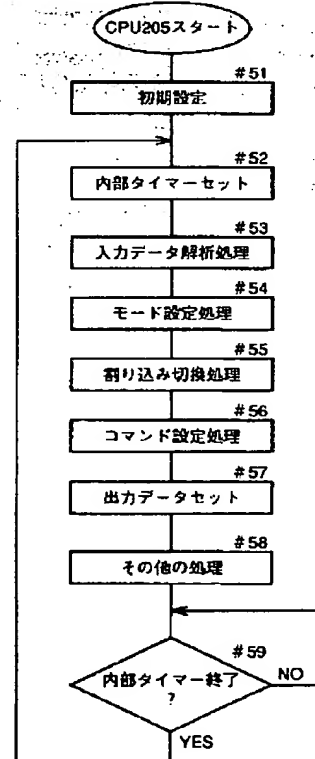 CPU205スタート
#51
初期設定
#52
内部タイマーセット
#53
入力データ解析処理
#54
モード設定処理
#55
割り込み切換処理
#56
コマンド設定処理
#57
出力データセット
#58
その他の処理
#59
内部タイマー終了
?
NO
YES